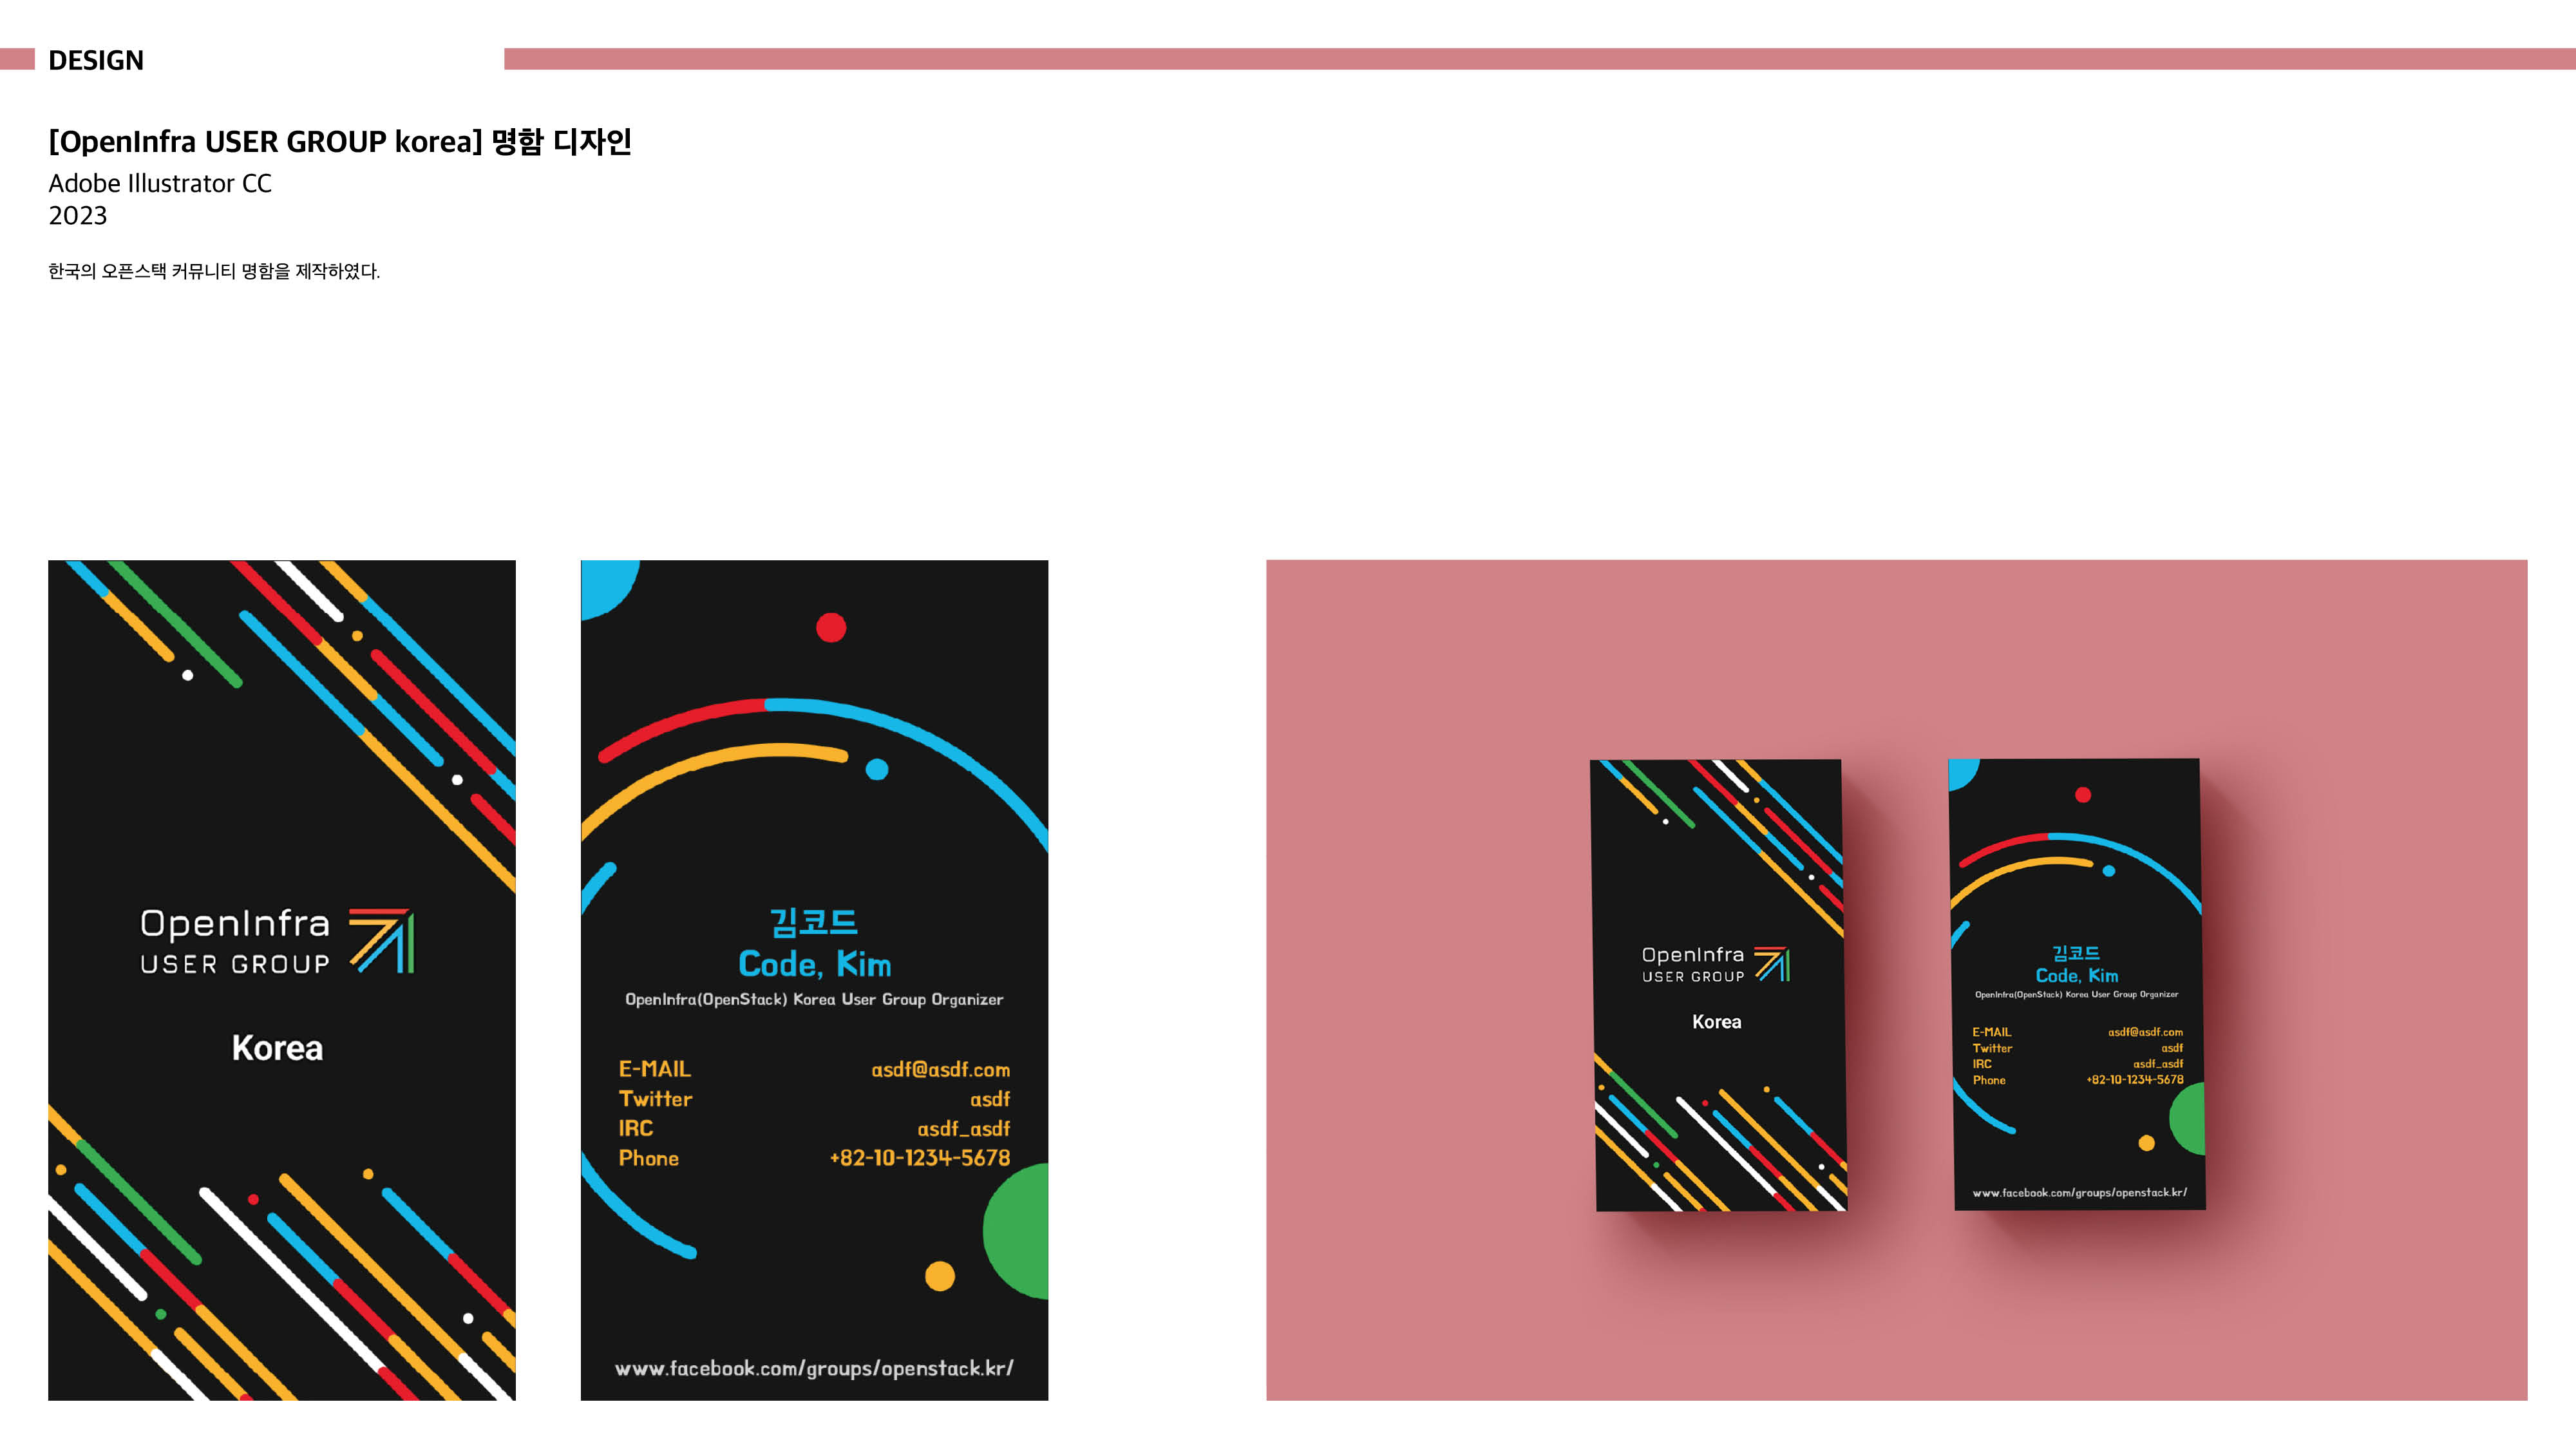 DESIGN
[OpenInfra USER GROUP korea] 명함 디자인
Adobe Illustrator CC
2023
한국의 오픈스택 커뮤니티 명함을 제작하였다.
OpenInfra
USER GROUP
Korea
김코드
Code, Kim
OpenInfra(OpenStack) Korea User Group Organizer
E-MAIL asdf@asdf.com
Twitter asdf
IRC asdf_asdf
Phone +82-10-1234-5678
www.facebook.com/groups/openstack.kr/
OpenInfra
USER GROUP
Korea
김코드
Code, Kim
OpenInfra(OpenStack) Korea User Group Organizer
E-MAIL asdf@asdf.com
Twitter asdf
IRC asdf_asdf
Phone +82-10-1234-5678
www.facebook.com/groups/openstack.kr/